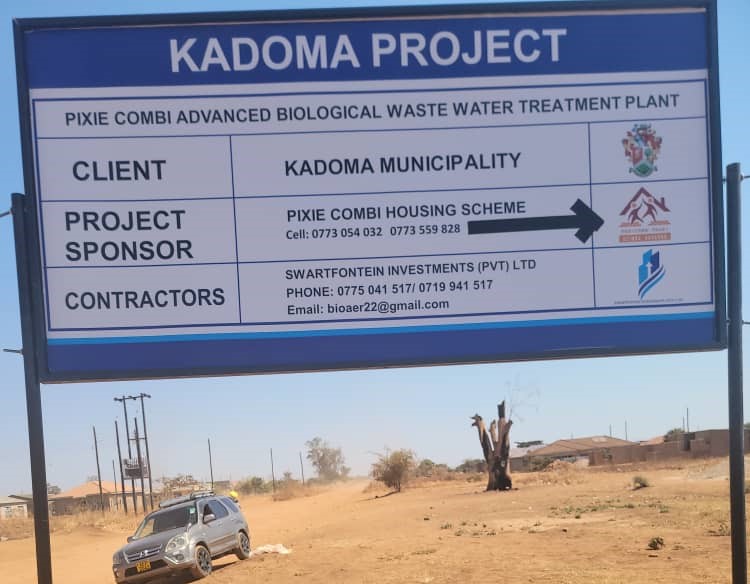 KADOMA PROJECT
PIXIE COMBI ADVANCED BIOLOGICAL WASTE WATER TREATMENT PLANT
CLIENT
KADOMA MUNICIPALITY
PROJECT
SPONSOR
PIXIE COMBI HOUSING SCHEME
Cell: 0773 054 032 0773 559 828
CONTRACTORS
SWARTFONTEIN INVESTMENTS (PVT) LTD
PHONE: 0775 041 517/ 0719 941 517
Email: bioaer22@gmail.com